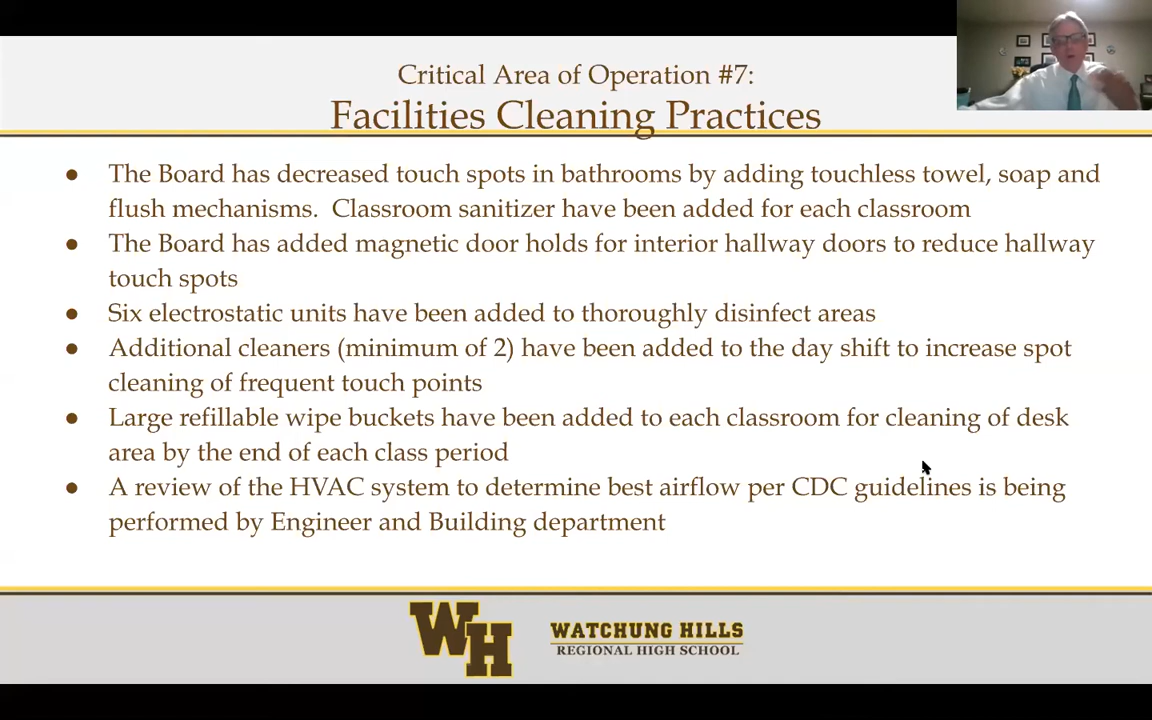 Critical Area of Operation #7:
Facilities Cleaning Practices
● The Board has decreased touch spots in bathrooms by adding touchless towel, soap and
flush mechanisms. Classroom sanitizer have been added for each classroom
● The Board has added magnetic door holds for interior hallway doors to reduce hallway
touch spots
● Six electrostatic units have been added to thoroughly disinfect areas
● Additional cleaners (minimum of 2) have been added to the day shift to increase spot
cleaning of frequent touch points
● Large refillable wipe buckets have been added to each classroom for cleaning of desk
area by the end of each class period
● A review of the HVAC system to determine best airflow per CDC guidelines is being
performed by Engineer and Building department
WH
WATCHUNG HILLS
REGIONAL HIGH SCHOOL